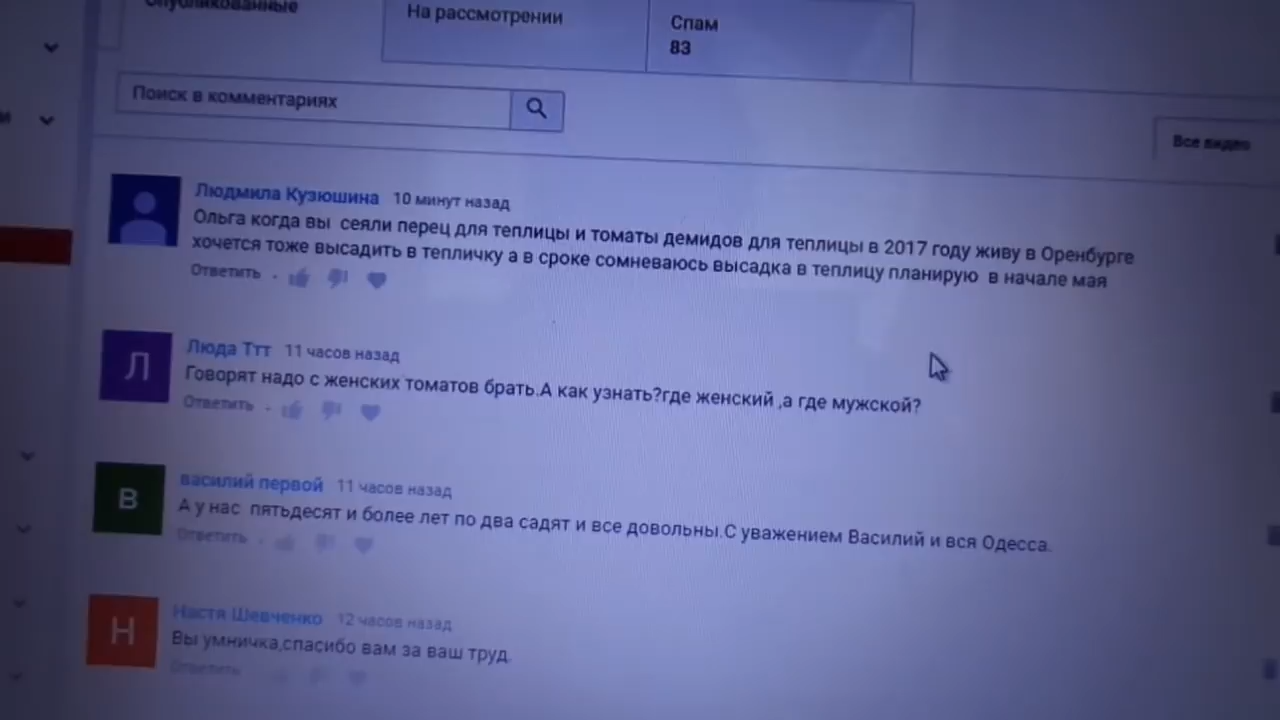 Опубликованные
На рассмотрении
Спам
83
Поиск в комментариях
Все видео
Людмила Кузюшина 10 минут назад
Ольга когда вы сеяли перец для теплицы и томаты демидов для теплицы в 2017 году живу в Оренбурге
хочется тоже высадить в тепличку а в сроке сомневаюсь высадка в теплицу планирую в начале мая
Ответить
Л
Люда Ттт 11 часов назад
Говорят надо с женских томатов брать.А как узнать?где женский ,а где мужской?
Ответить
В
василий первой 11 часов назад
А у нас пятьдесят и более лет по два садят и все довольны.С уважением Василий и вся Одесса.
Ответить
Н
Настя Шевченко 12 часов назад
Вы умничка,спасибо вам за ваш труд.
Ответить